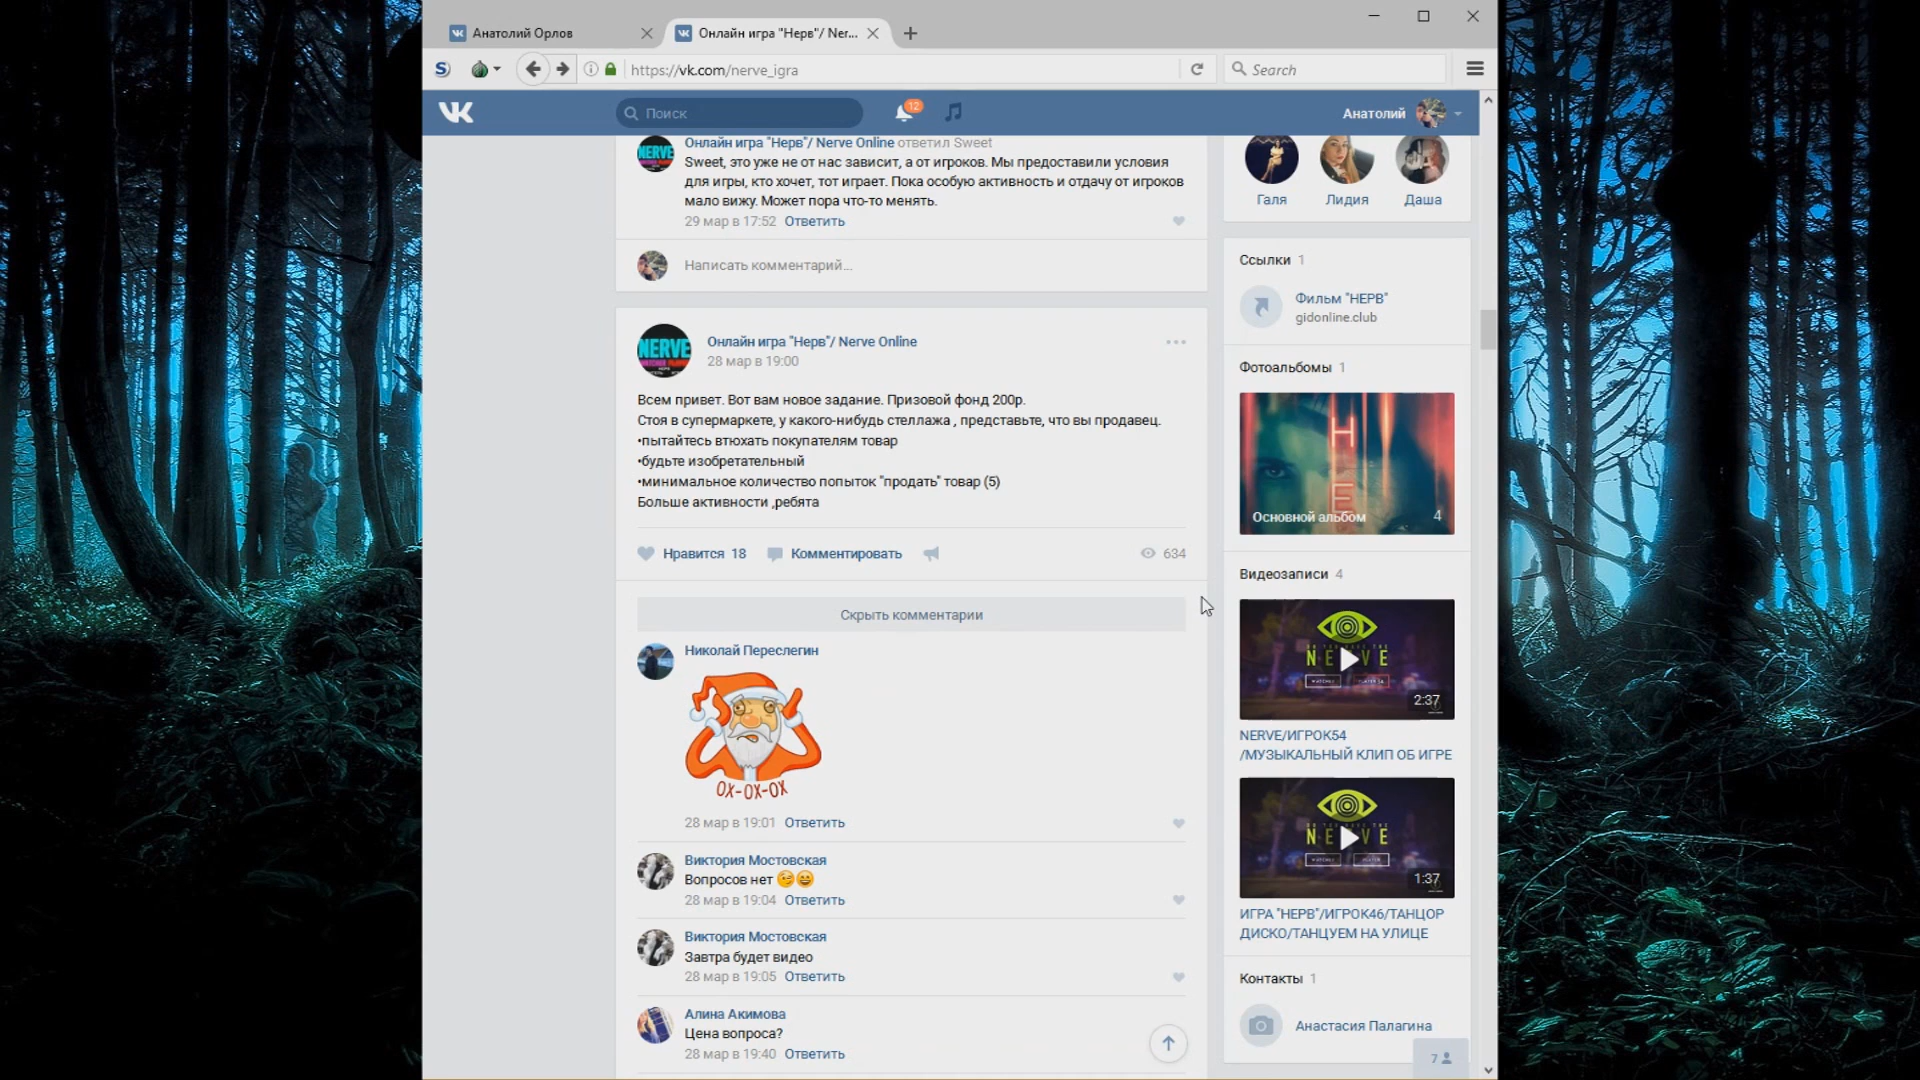 Анатолий Орлов
Онлайн игра "Нерв"/ Ner...
https://vk.com/nerve_igra
Search
Поиск
12
Анатолий
Онлайн игра "Нерв"/ Nerve Online ответил Sweet
Sweet, это уже не от нас зависит, а от игроков. Мы предоставили условия
для игры, кто хочет, тот играет. Пока особую активность и отдачу от игроков
мало вижу. Может пора что-то менять.
29 мар в 17:52 Ответить
Написать комментарий...
NERVE
Онлайн игра "Нерв"/ Nerve Online
28 мар в 19:00
Всем привет. Вот вам новое задание. Призовой фонд 200р.
Стоя в супермаркете, у какого-нибудь стеллажа , представьте, что вы продавец.
•пытайтесь втюхать покупателям товар
•будьте изобретательный
•минимальное количество попыток "продать" товар (5)
Больше активности ,ребята
Нравится 18 Комментировать 634
Скрыть комментарии
Николай Переслегин
ОХ-ОХ-ОХ
28 мар в 19:01 Ответить
Виктория Мостовская
Вопросов нет
28 мар в 19:04 Ответить
Виктория Мостовская
Завтра будет видео
28 мар в 19:05 Ответить
Алина Акимова
Цена вопроса?
28 мар в 19:40 Ответить
Галя Лидия Даша
Ссылки 1
Фильм "НЕРВ"
gidonline.club
Фотоальбомы 1
Основной альбом 4
Видеозаписи 4
NERVE
2:37
NERVE/ИГРОК54
/МУЗЫКАЛЬНЫЙ КЛИП ОБ ИГРЕ
NERVE
1:37
ИГРА "НЕРВ"/ИГРОК46/ТАНЦОР
ДИСКО/ТАНЦУЕМ НА УЛИЦЕ
Контакты 1
Анастасия Палагина
7